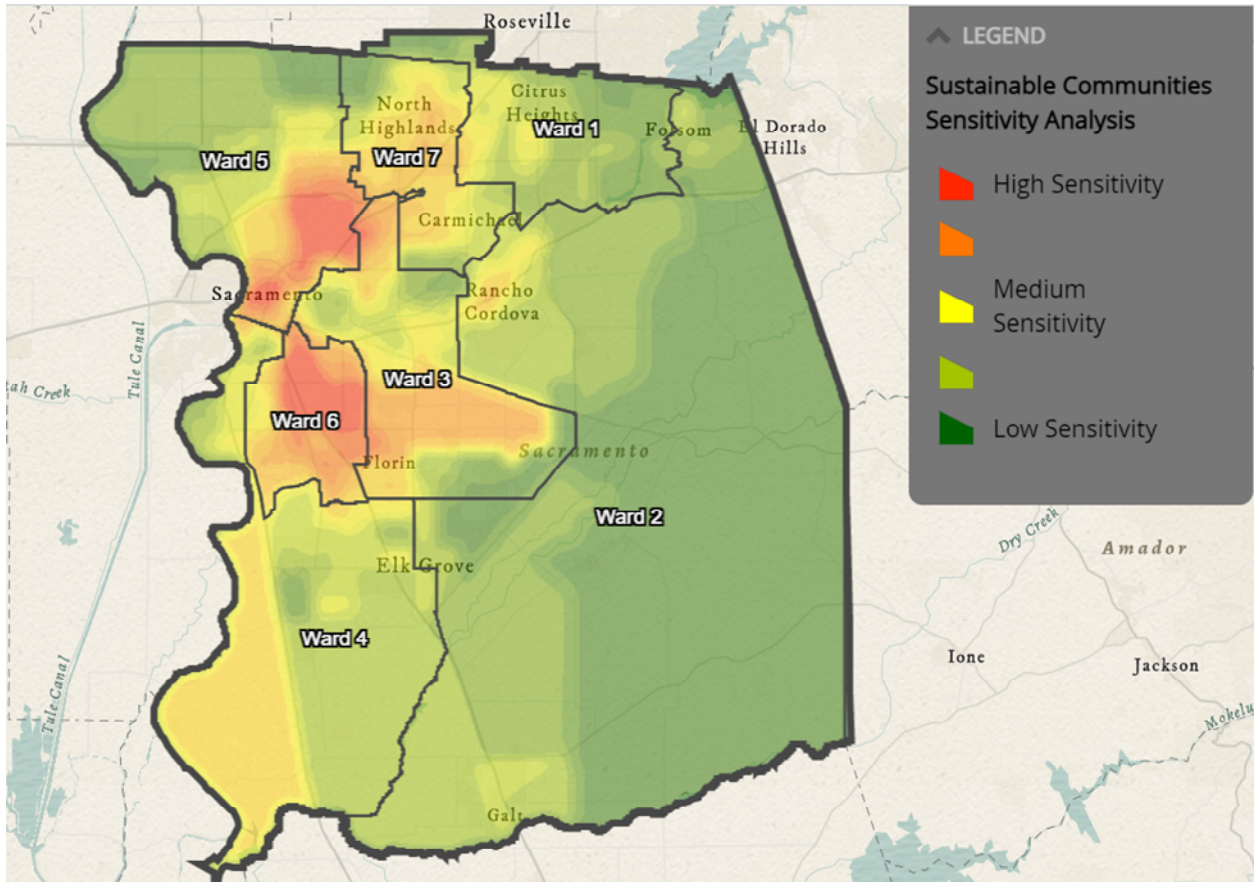 Roseville
LEGEND
Sustainable Communities
Sensitivity Analysis
High Sensitivity
Medium
Sensitivity
Low Sensitivity
Citrus
Heights
North
Highlands
Ward 1
Folsom
El Dorado
Hills
Ward 5
Ward 7
Carmichael
Sacramento
Rancho
Cordova
Tule Canal
Ward 3
Ward 6
Sacramento
Florin
Ward 2
Dry Creek
Amador
Elk Grove
Ward 4
Ione
Jackson
Tule Canal
Galt